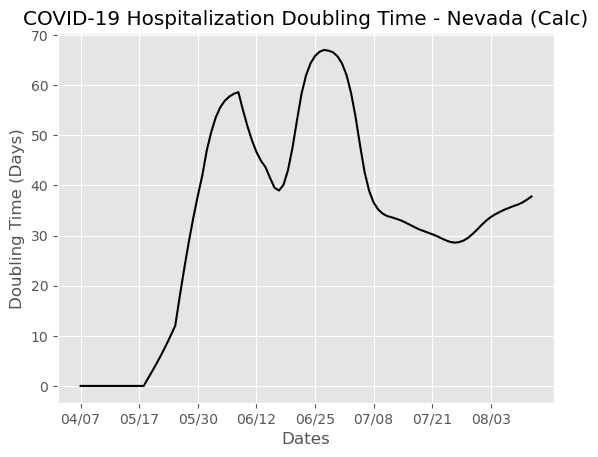 COVID-19 Hospitalization Doubling Time - Nevada (Calc)
70
60
50
40
30
20
10
0
Doubling Time (Days)
04/07 05/17 05/30 06/12 06/25 07/08 07/21 08/03
Dates